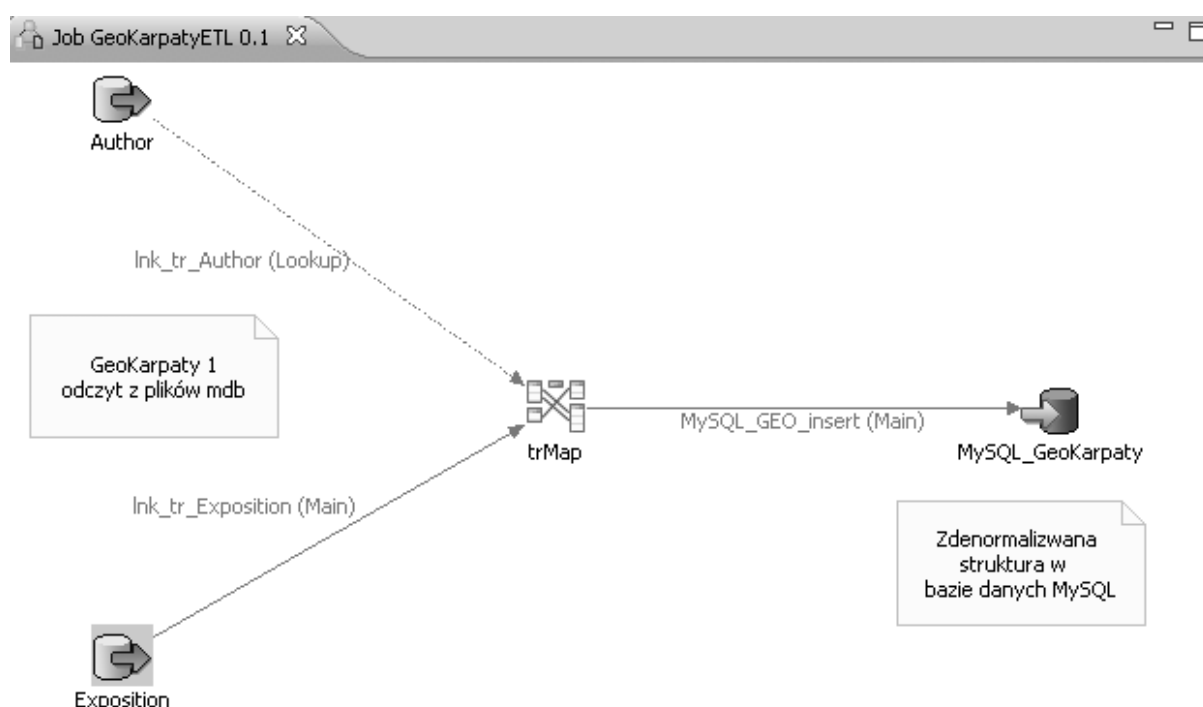 Job GeoKarpatyETL 0.1
Author
lnk_tr_Author (Lookup)
GeoKarpaty 1
odczyt z plików mdb
trMap
MySQL_GEO_insert (Main)
MySQL_GeoKarpaty
lnk_tr_Exposition (Main)
Zdenormalizwana
struktura w
bazie danych MySQL
Exposition